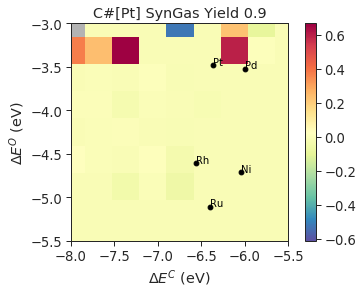 C#[Pt] SynGas Yield 0.9
ΔE^O (eV)
−3.0
−3.5
−4.0
−4.5
−5.0
−5.5
Pt
Pd
Rh
Ni
Ru
−8.0 −7.5 −7.0 −6.5 −6.0 −5.5
ΔE^C (eV)
0.6
0.4
0.2
0.0
−0.2
−0.4
−0.6